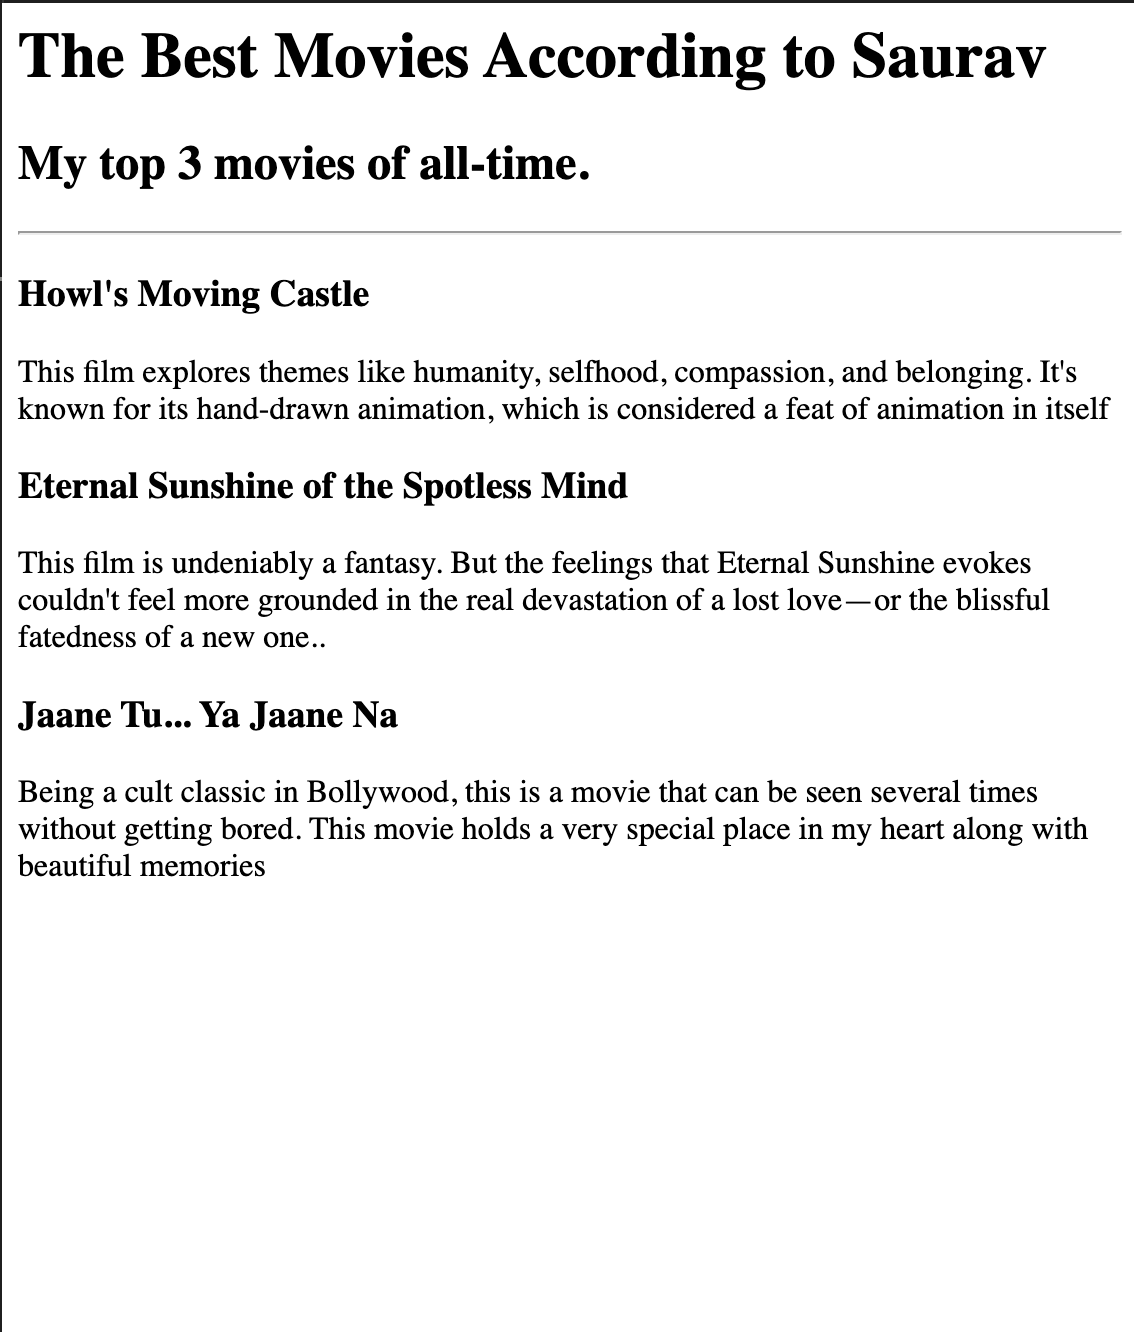 The Best Movies According to Saurav
My top 3 movies of all-time.
Howl's Moving Castle
This film explores themes like humanity, selfhood, compassion, and belonging. It's
known for its hand-drawn animation, which is considered a feat of animation in itself
Eternal Sunshine of the Spotless Mind
This film is undeniably a fantasy. But the feelings that Eternal Sunshine evokes
couldn't feel more grounded in the real devastation of a lost love—or the blissful
fatedness of a new one..
Jaane Tu... Ya Jaane Na
Being a cult classic in Bollywood, this is a movie that can be seen several times
without getting bored. This movie holds a very special place in my heart along with
beautiful memories